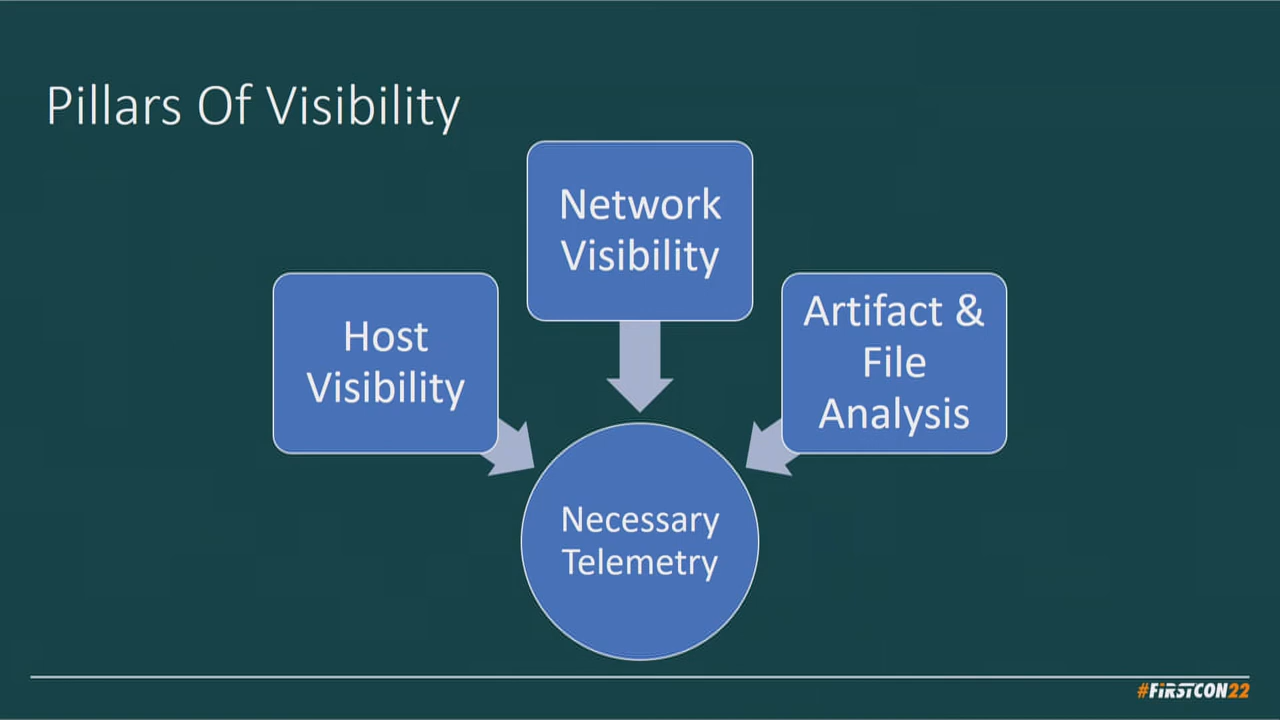 Pillars Of Visibility
Network
Visibility
Host
Visibility
Artifact &
File
Analysis
Necessary
Telemetry
#FiRSTCON22